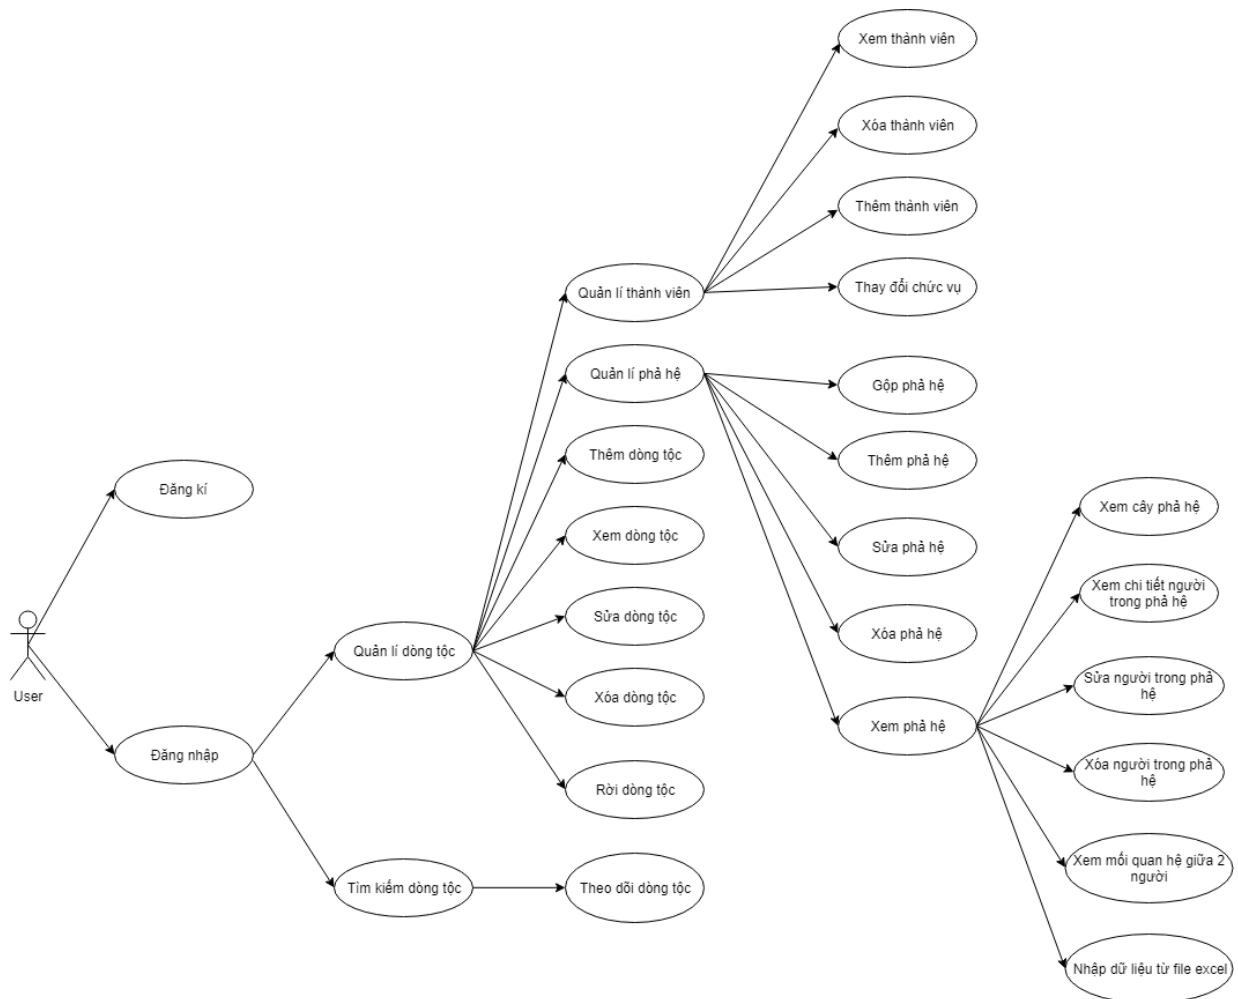 Xem thành viên
Xóa thành viên
Thêm thành viên
Thay đổi chức vụ
Quản lí thành viên
Quản lí phả hệ
Gộp phả hệ
Thêm dòng tộc
Thêm phả hệ
Đăng kí
Xem cây phả hệ
Xem dòng tộc
Sửa phả hệ
Xem chi tiết người
trong phả hệ
Sửa dòng tộc
Xóa phả hệ
Quản lí dòng tộc
User
Sửa người trong phả
hệ
Xóa dòng tộc
Xem phả hệ
Đăng nhập
Xóa người trong phả
hệ
Rời dòng tộc
Xem mối quan hệ giữa 2
người
Tìm kiếm dòng tộc
Theo dõi dòng tộc
Nhập dữ liệu từ file excel